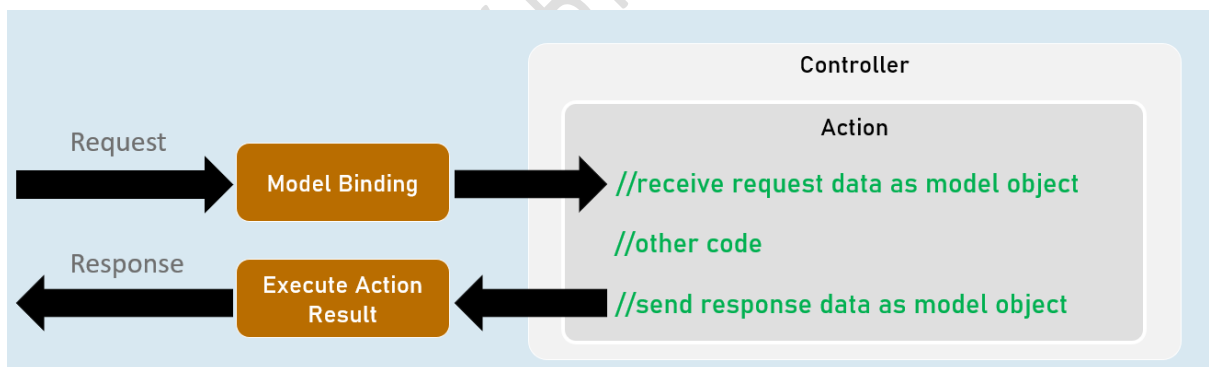 Controller
Action
Request
Model Binding
//receive request data as model object
//other code
Response
Execute Action
Result
//send response data as model object